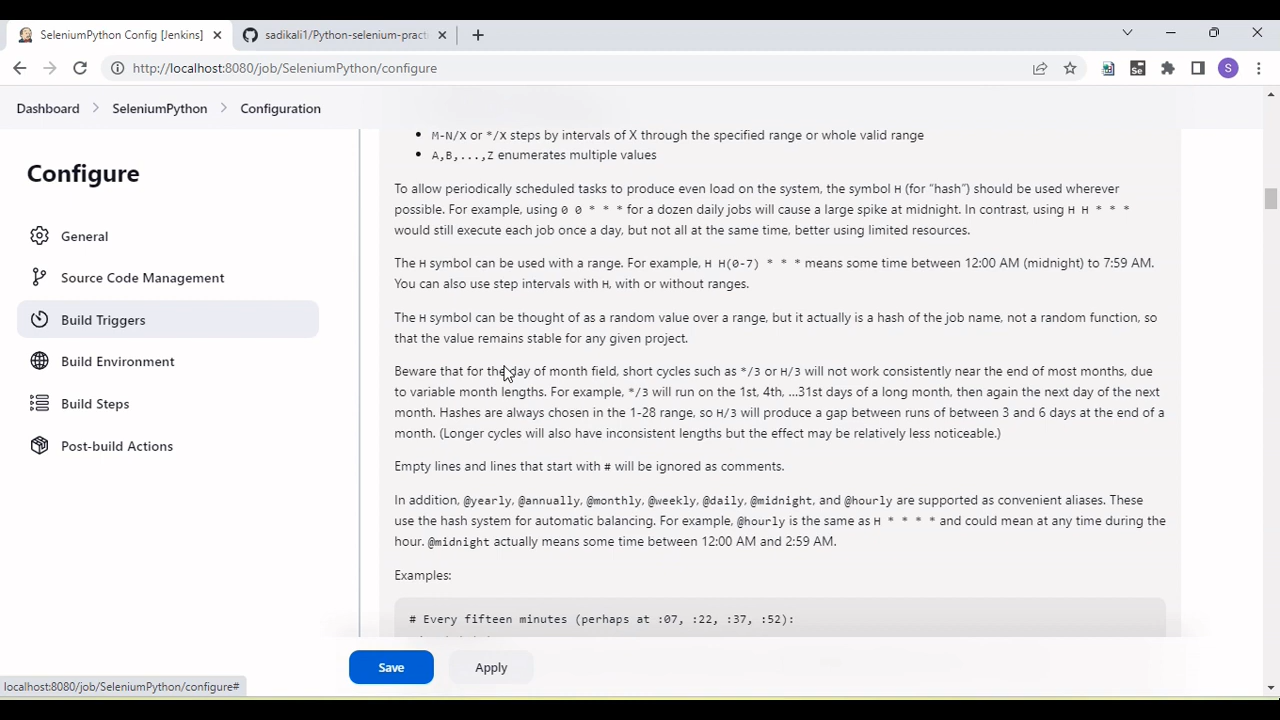 SeleniumPython Config [Jenkins]
sadikali1/Python-selenium-pract
http://localhost:8080/job/SeleniumPython/configure
S
Dashboard
SeleniumPython
Configuration
Configure
General
Source Code Management
Build Triggers
Build Environment
Build Steps
Post-build Actions
M-N/X or */X steps by intervals of X through the specified range or whole valid range
A,B,...,Z enumerates multiple values
To allow periodically scheduled tasks to produce even load on the system, the symbol H (for “hash”) should be used wherever
possible. For example, using 0 0 * * * for a dozen daily jobs will cause a large spike at midnight. In contrast, using H H * * *
would still execute each job once a day, but not all at the same time, better using limited resources.
The H symbol can be used with a range. For example, H H(0-7) * * * means some time between 12:00 AM (midnight) to 7:59 AM.
You can also use step intervals with H, with or without ranges.
The H symbol can be thought of as a random value over a range, but it actually is a hash of the job name, not a random function, so
that the value remains stable for any given project.
Beware that for the day of month field, short cycles such as */3 or H/3 will not work consistently near the end of most months, due
to variable month lengths. For example, */3 will run on the 1st, 4th, …31st days of a long month, then again the next day of the next
month. Hashes are always chosen in the 1-28 range, so H/3 will produce a gap between runs of between 3 and 6 days at the end of a
month. (Longer cycles will also have inconsistent lengths but the effect may be relatively less noticeable.)
Empty lines and lines that start with # will be ignored as comments.
In addition, @yearly, @annually, @monthly, @weekly, @daily, @midnight, and @hourly are supported as convenient aliases. These
use the hash system for automatic balancing. For example, @hourly is the same as H * * * * and could mean at any time during the
hour. @midnight actually means some time between 12:00 AM and 2:59 AM.
Examples:
# Every fifteen minutes (perhaps at :07, :22, :37, :52):
Save
Apply
localhost:8080/job/SeleniumPython/configure#